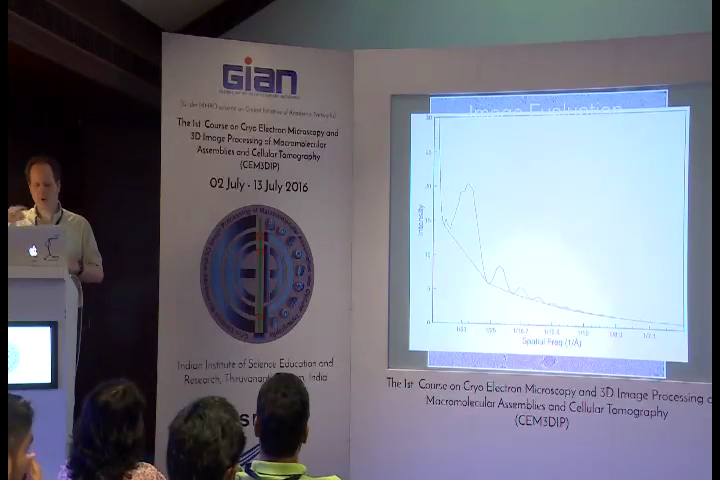 GIAN
The 1st Course on Cryo Electron Microscopy and
3D Image Processing of Macromolecular
Assemblies and Cellular Tomography
(CEM3DIP)
02 July - 13 July 2016
Indian Institute of Science Education and
Research, India
Image Evaluation
Intensity
Spatial Freq (1/Å)
The 1st Course on Cryo Electron Microscopy and 3D Image Processing
Macromolecular Assemblies and Cellular Tomography
(CEM3DIP)